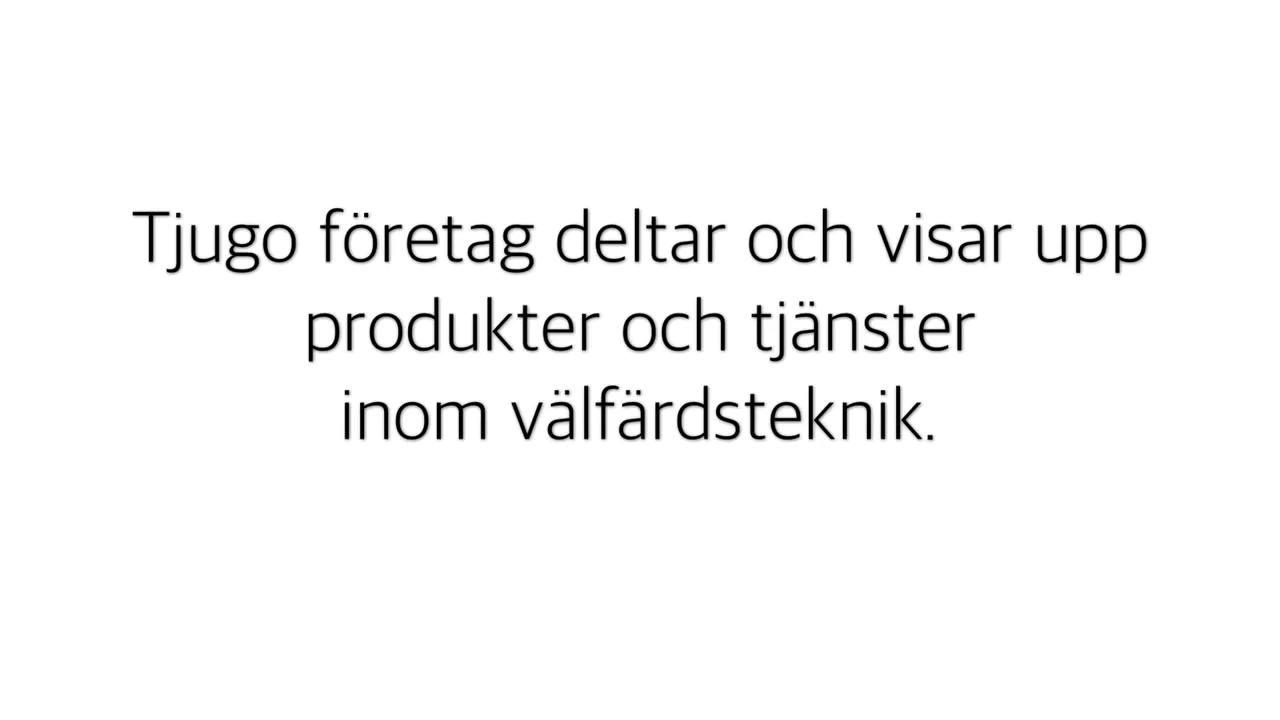 Tjugo företag deltar och visar upp
produkter och tjänster
inom välfärdsteknik.